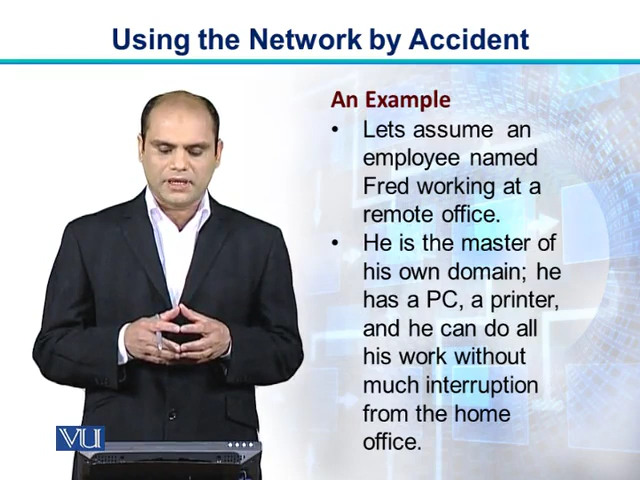 Using the Network by Accident
An Example
• Lets assume an
employee named
Fred working at a
remote office.
• He is the master of
his own domain; he
has a PC, a printer,
and he can do all
his work without
much interruption
from the home
office.
VU